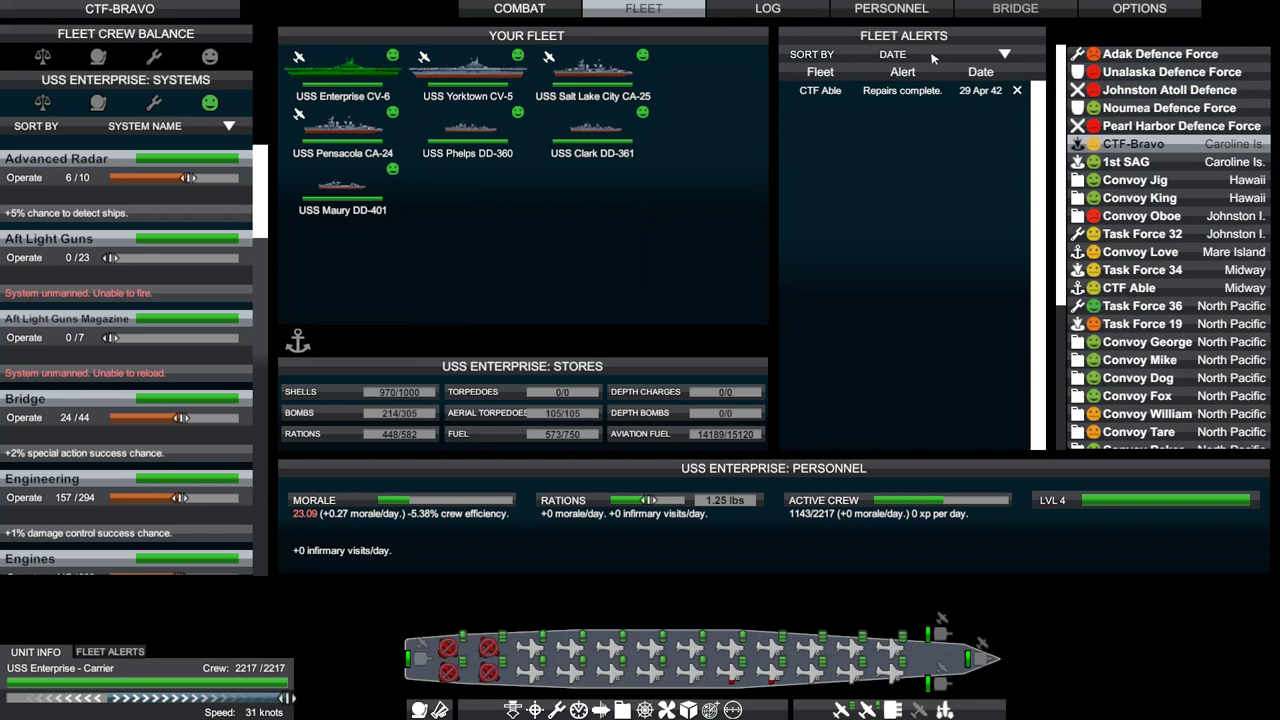 CTF-BRAVO
COMBAT
FLEET
LOG
PERSONNEL
BRIDGE
OPTIONS
FLEET CREW BALANCE
USS ENTERPRISE: SYSTEMS
SORT BY SYSTEM NAME
Advanced Radar
Operate 6 / 10
+5% chance to detect ships.
Aft Light Guns
Operate 0 / 23
System unmanned. Unable to fire.
Aft Light Guns Magazine
Operate 0 / 7
System unmanned. Unable to reload.
Bridge
Operate 24 / 44
+2% special action success chance.
Engineering
Operate 157 / 294
+1% damage control success chance.
Engines
YOUR FLEET
USS Enterprise CV-6
USS Yorktown CV-5
USS Salt Lake City CA-25
USS Pensacola CA-24
USS Phelps DD-360
USS Clark DD-361
USS Maury DD-401
USS ENTERPRISE: STORES
SHELLS 970/1000 TORPEDOES 0/0 DEPTH CHARGES 0/0
BOMBS 214/305 AERIAL TORPEDOES 105/105 DEPTH BOMBS 0/0
RATIONS 448/582 FUEL 573/750 AVIATION FUEL 14189/15120
FLEET ALERTS
SORT BY DATE
Fleet Alert Date
CTF Able Repairs complete. 29 Apr 42
Adak Defence Force
Unalaska Defence Force
Johnston Atoll Defence
Noumea Defence Force
Pearl Harbor Defence Force
CTF-Bravo Caroline Is.
1st SAG Caroline Is.
Convoy Jig Hawaii
Convoy King Hawaii
Convoy Oboe Johnston I.
Task Force 32 Johnston I.
Convoy Love Mare Island
Task Force 34 Midway
CTF Able Midway
Task Force 36 North Pacific
Task Force 19 North Pacific
Convoy George North Pacific
Convoy Mike North Pacific
Convoy Dog North Pacific
Convoy Fox North Pacific
Convoy William North Pacific
Convoy Tare North Pacific
USS ENTERPRISE: PERSONNEL
MORALE
23.09 (+0.27 morale/day.) -5.38% crew efficiency.
+0 infirmary visits/day.
RATIONS 1.25 lbs
+0 morale/day. +0 infirmary visits/day.
ACTIVE CREW
1143/2217 (+0 morale/day.) 0 xp per day.
LVL 4
UNIT INFO FLEET ALERTS
USS Enterprise - Carrier Crew: 2217 / 2217
Speed: 31 knots